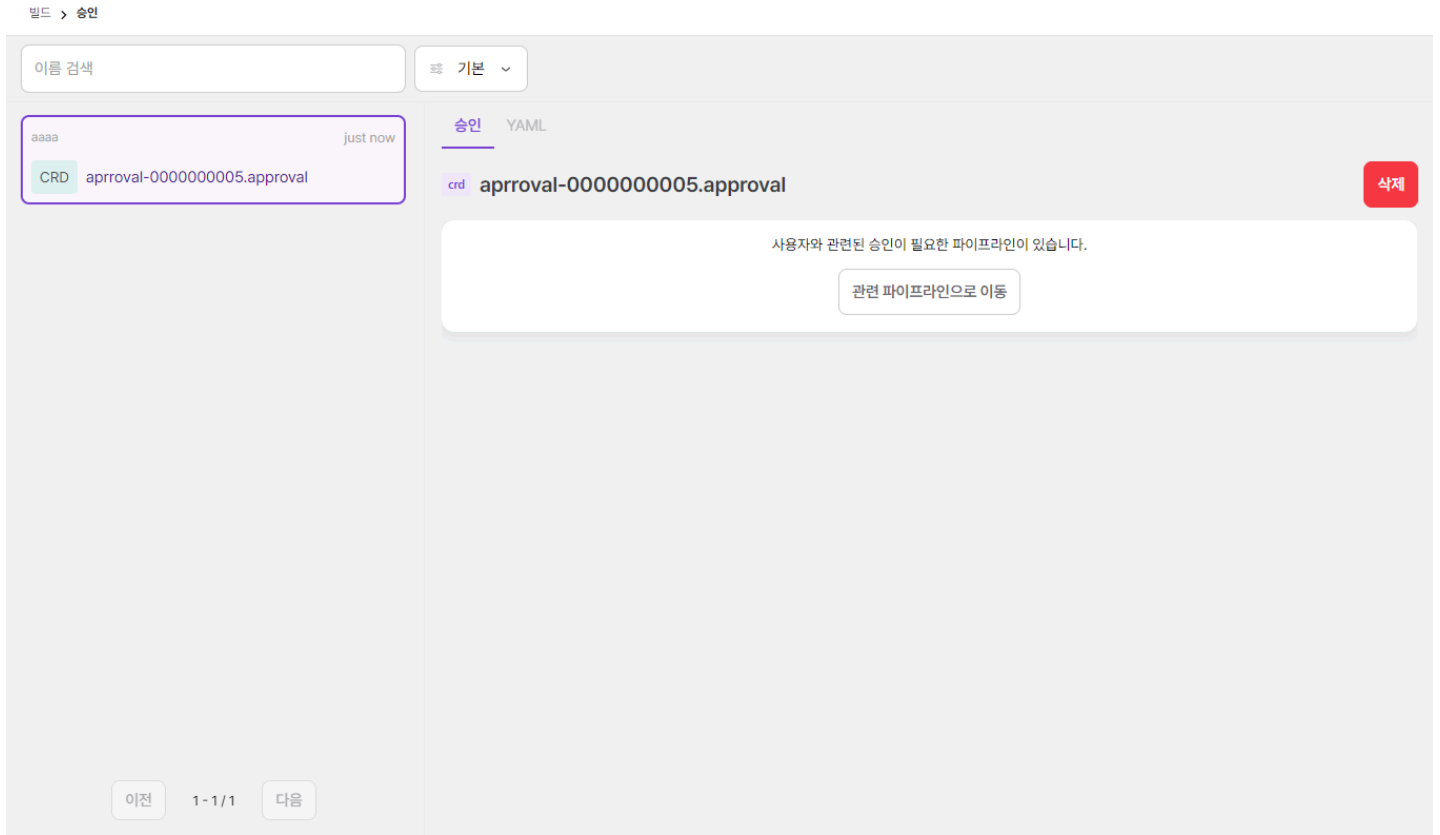 빌드 > 승인
이름 검색
기본
aaaa just now
CRD aprroval-0000000005.approval
승인 YAML
crd aprroval-0000000005.approval
삭제
사용자와 관련된 승인이 필요한 파이프라인이 있습니다.
관련 파이프라인으로 이동
이전 1 - 1 / 1 다음